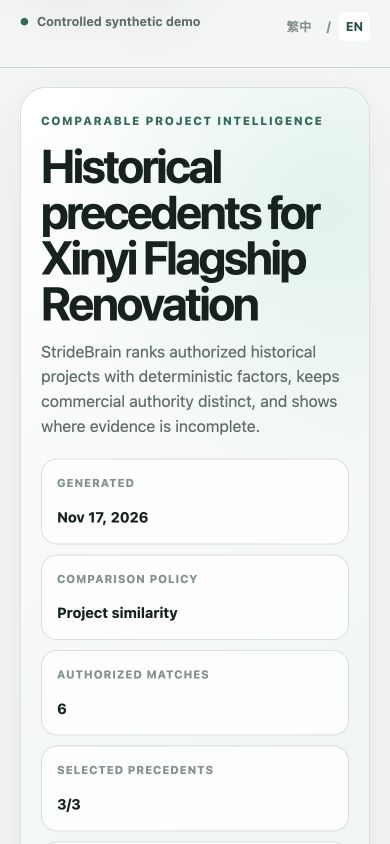 Controlled synthetic demo
繁中 / EN
COMPARABLE PROJECT INTELLIGENCE
Historical
precedents for
Xinyi Flagship
Renovation
StrideBrain ranks authorized historical
projects with deterministic factors, keeps
commercial authority distinct, and shows
where evidence is incomplete.
GENERATED
Nov 17, 2026
COMPARISON POLICY
Project similarity
AUTHORIZED MATCHES
6
SELECTED PRECEDENTS
3/3